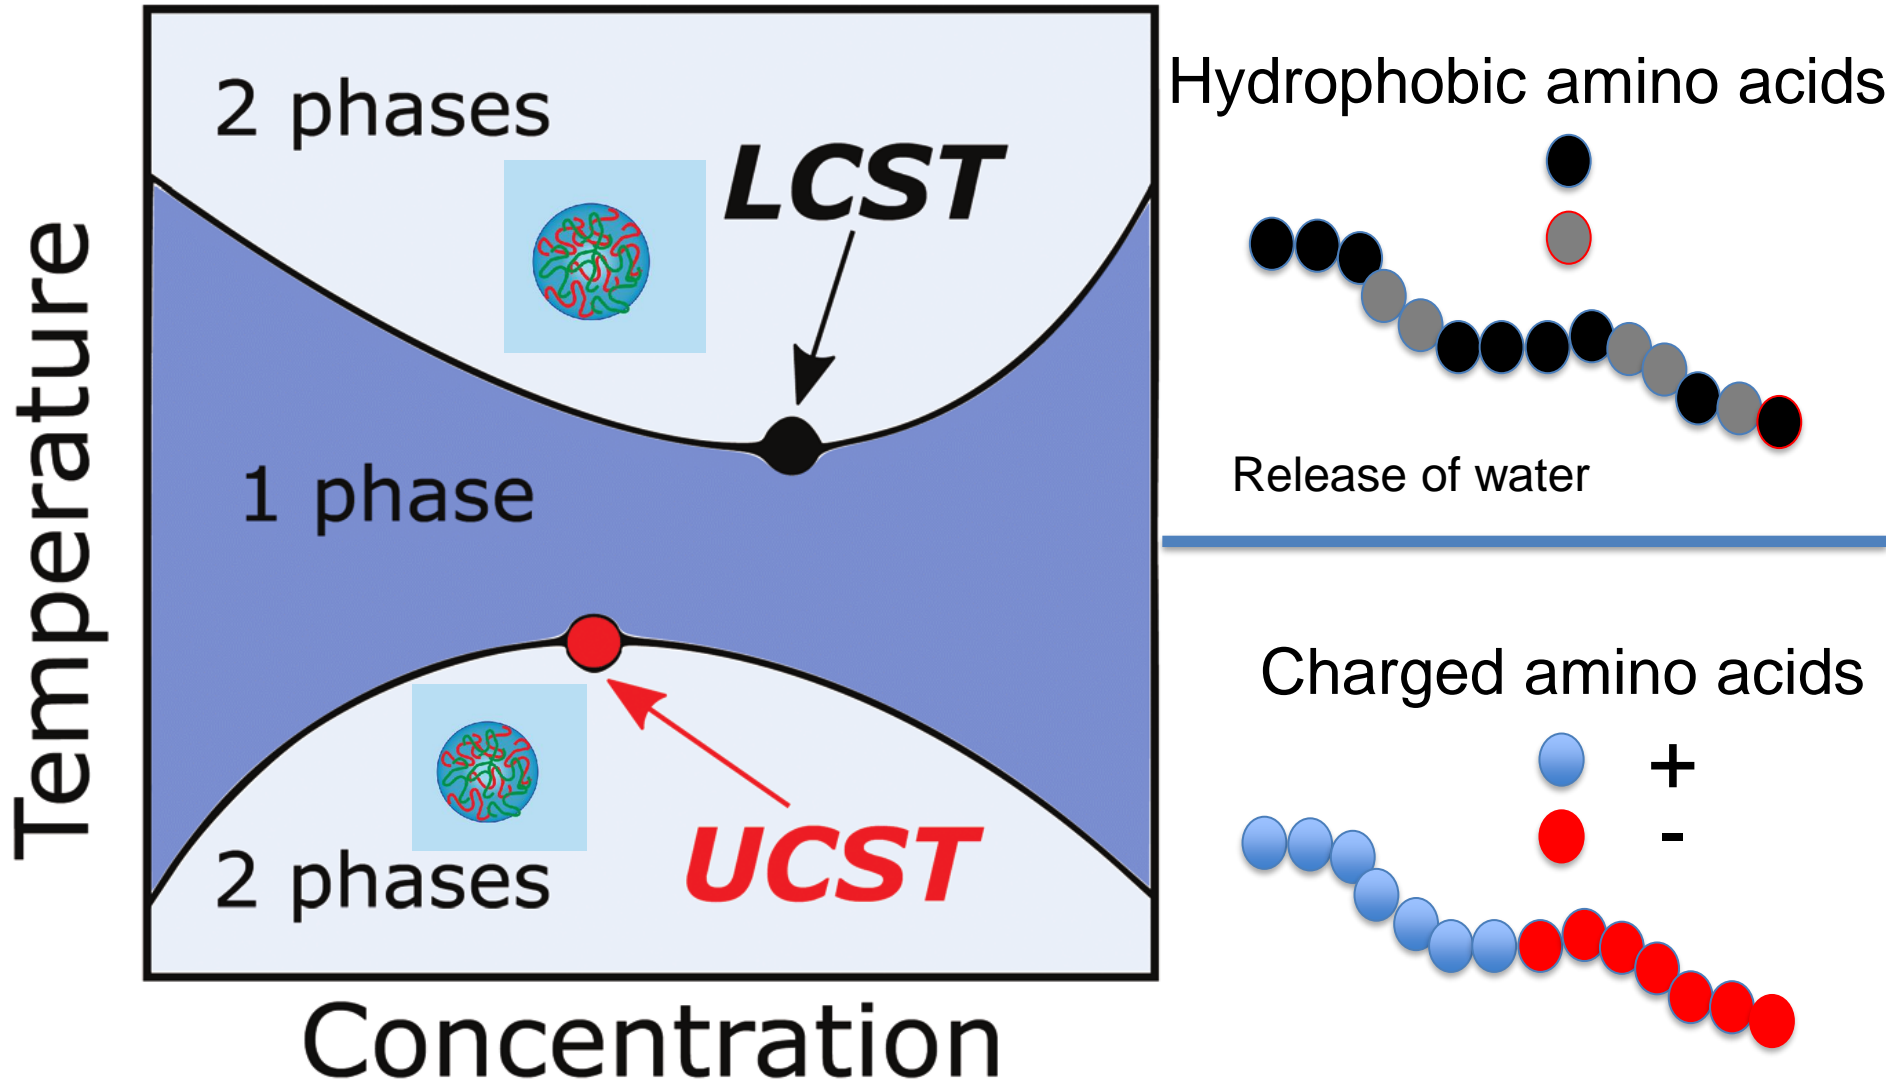 2 phases
LCST
1 phase
UCST
2 phases
Temperature
Concentration
Hydrophobic amino acids
Release of water
Charged amino acids
+
-